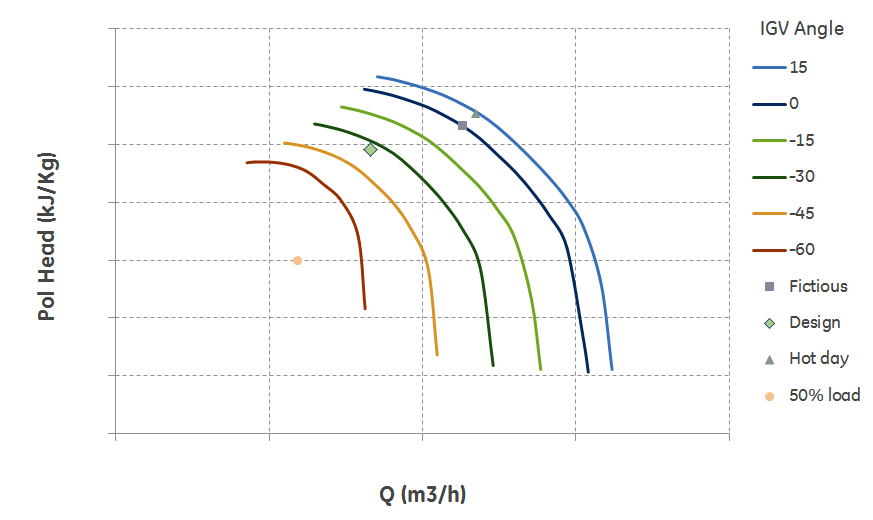 IGV Angle
15
0
-15
-30
-45
-60
Fictious
Design
Hot day
50% load
Pol Head (kJ/Kg)
Q (m3/h)